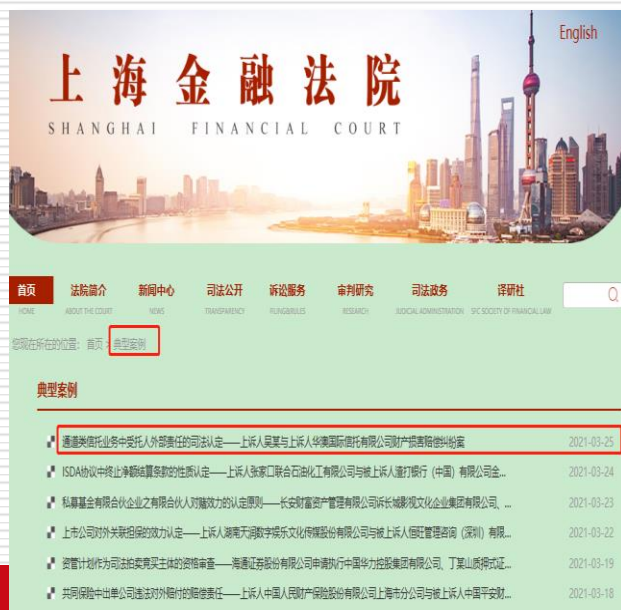 English
上海金融法院
SHANGHAI FINANCIAL COURT
首页 法院简介 新闻中心 司法公开 诉讼服务 审判研究 司法政务 译研社
HOME ABOUT THE COURT NEWS TRANSPARENCY FILING&RULES RESEARCH JUDICIAL ADMINISTRATION SFC SOCIETY OF FINANCIAL LAW
您现在所在的位置: 首页 > 典型案例
典型案例
通道类信托业务中受托人外部责任的司法认定——上诉人吴某与上诉人华澳国际信托有限公司财产损害赔偿纠纷案 2021-03-25
ISDA协议中终止净额结算条款的性质认定——上诉人张家口联合石油化工有限公司与被上诉人渣打银行（中国）有限公司金... 2021-03-24
私募基金有限合伙企业之有限合伙人对赌效力的认定原则——长安财富资产管理有限公司诉长城影视文化企业集团有限公司、... 2021-03-23
上市公司对外关联担保的效力认定——上诉人湖南天润数字娱乐文化传媒股份有限公司与被上诉人恒旺管理咨询（深圳）有限... 2021-03-22
资管计划作为司法拍卖竞买主体的资格审查——海通证券股份有限公司申请执行中国华力控股集团有限公司、丁某山质押式证... 2021-03-19
共同保险中出单公司违法对外赔付的赔偿责任——上诉人中国人民财产保险股份有限公司上海市分公司与被上诉人中国平安财... 2021-03-18